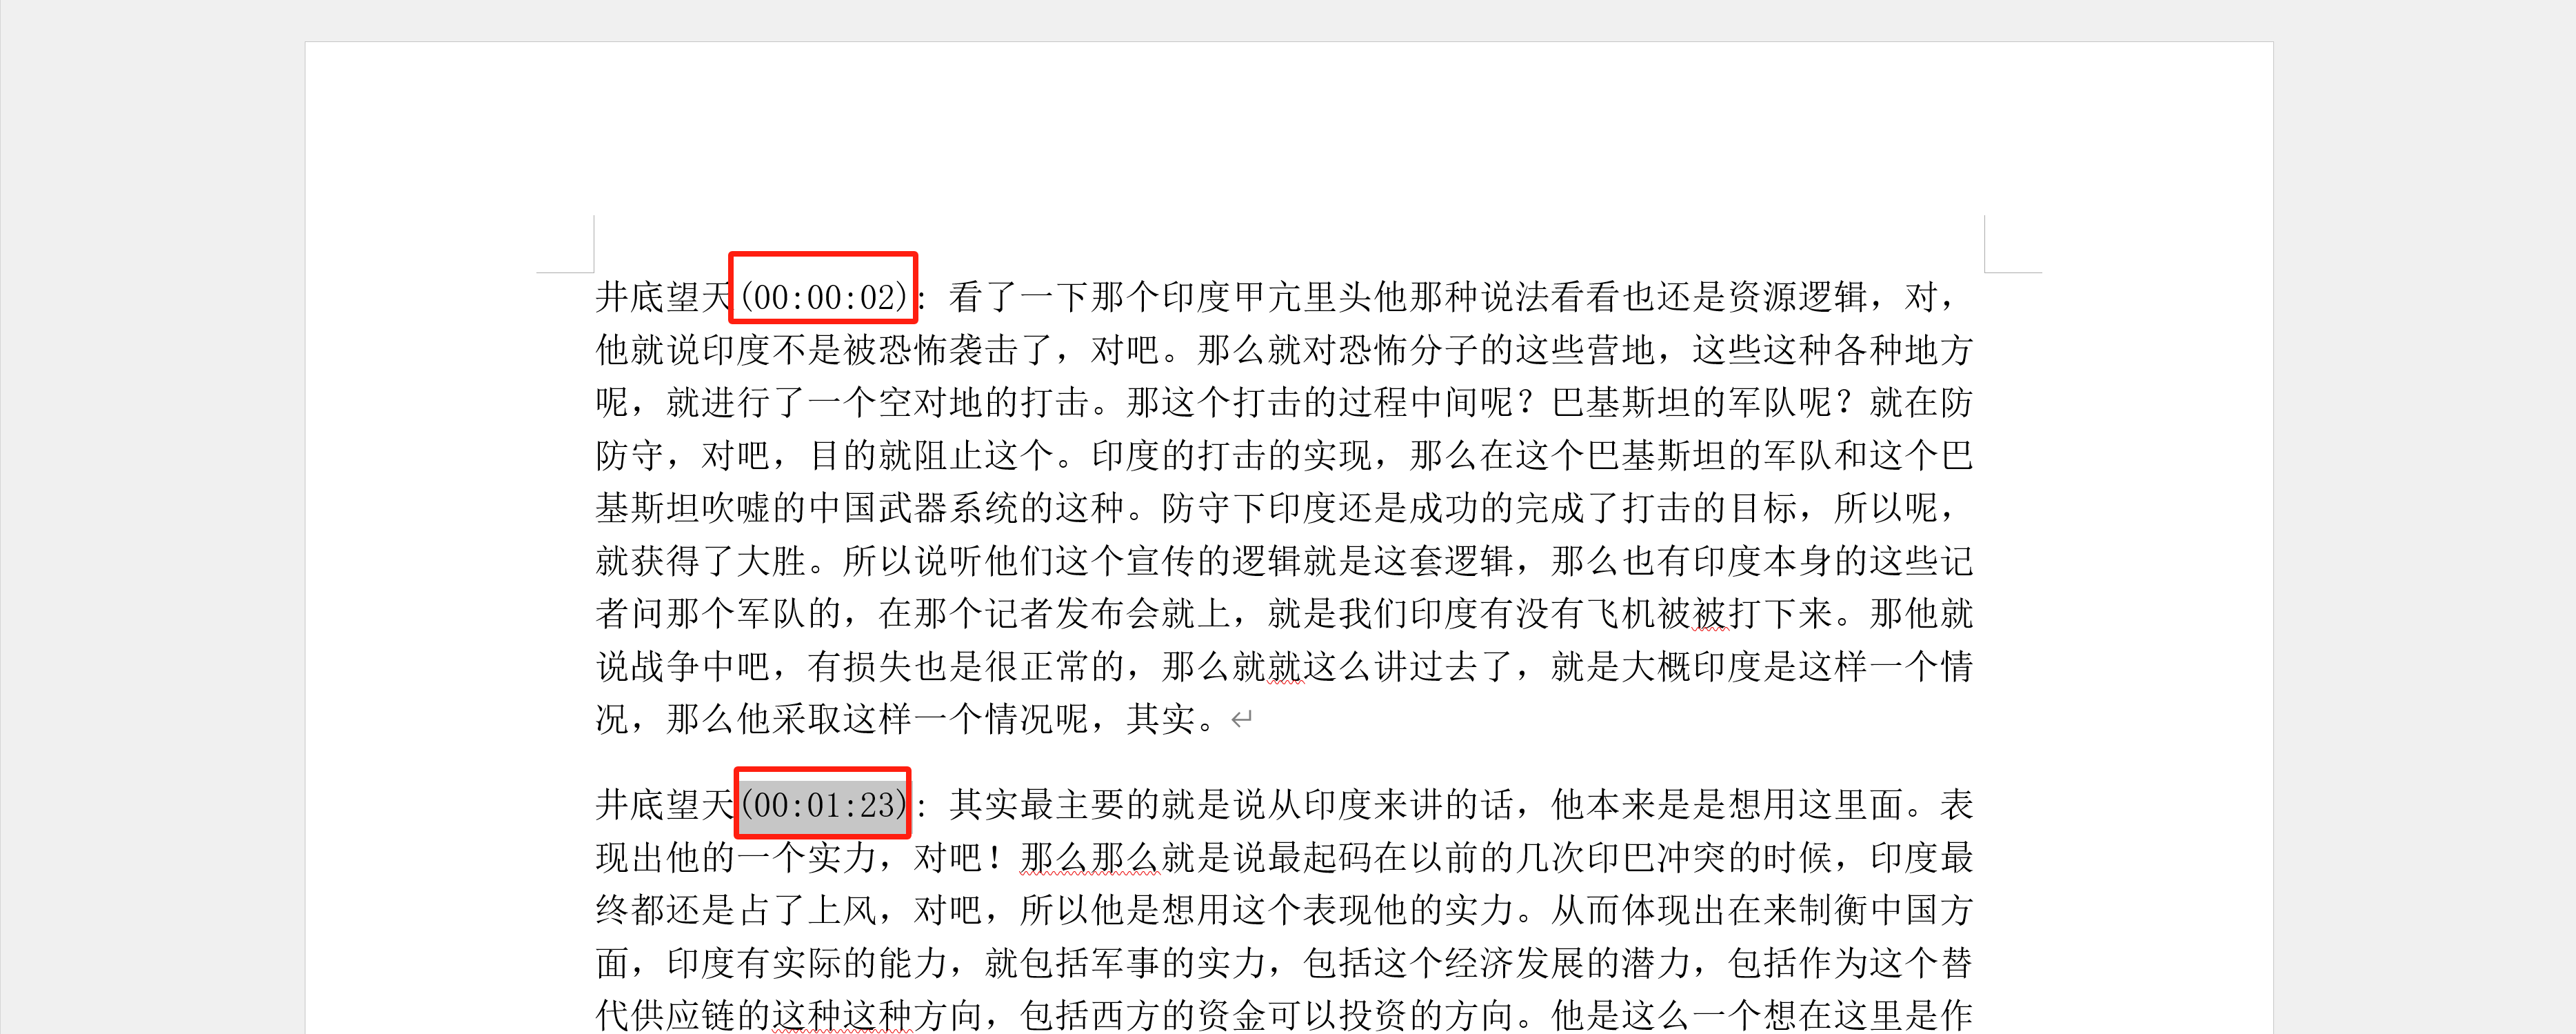 井底望天(00:00:02)：看了一下那个印度甲亢里头他那种说法看看也还是资源逻辑，对，
他就说印度不是被恐怖袭击了，对吧。那么就对恐怖分子的这些营地，这些这种各种地方
呢，就进行了一个空对地的打击。那这个打击的过程中间呢？巴基斯坦的军队呢？就在防
防守，对吧，目的就阻止这个。印度的打击的实现，那么在这个巴基斯坦的军队和这个巴
基斯坦吹嘘的中国武器系统的这种。防守下印度还是成功的完成了打击的目标，所以呢，
就获得了大胜。所以说听他们这个宣传的逻辑就是这套逻辑，那么也有印度本身的这些记
者问那个军队的，在那个记者发布会就上，就是我们印度有没有飞机被被打下来。那他就
说战争中吧，有损失也是很正常的，那么就就这么讲过去了，就是大概印度是这样一个情
况，那么他采取这样一个情况呢，其实。
井底望天(00:01:23)：其实最主要的就是说从印度来讲的话，他本来是是想用这里面。表
现出他的一个实力，对吧！那么那么就是说最起码在以前的几次印巴冲突的时候，印度最
终都还是占了上风，对吧，所以他是想用这个表现他的实力。从而体现出在来制衡中国方
面，印度有实际的能力，就包括军事的实力，包括这个经济发展的潜力，包括作为这个替
代供应链的这种这种方向，包括西方的资金可以投资的方向。他是这么一个想在这里是作